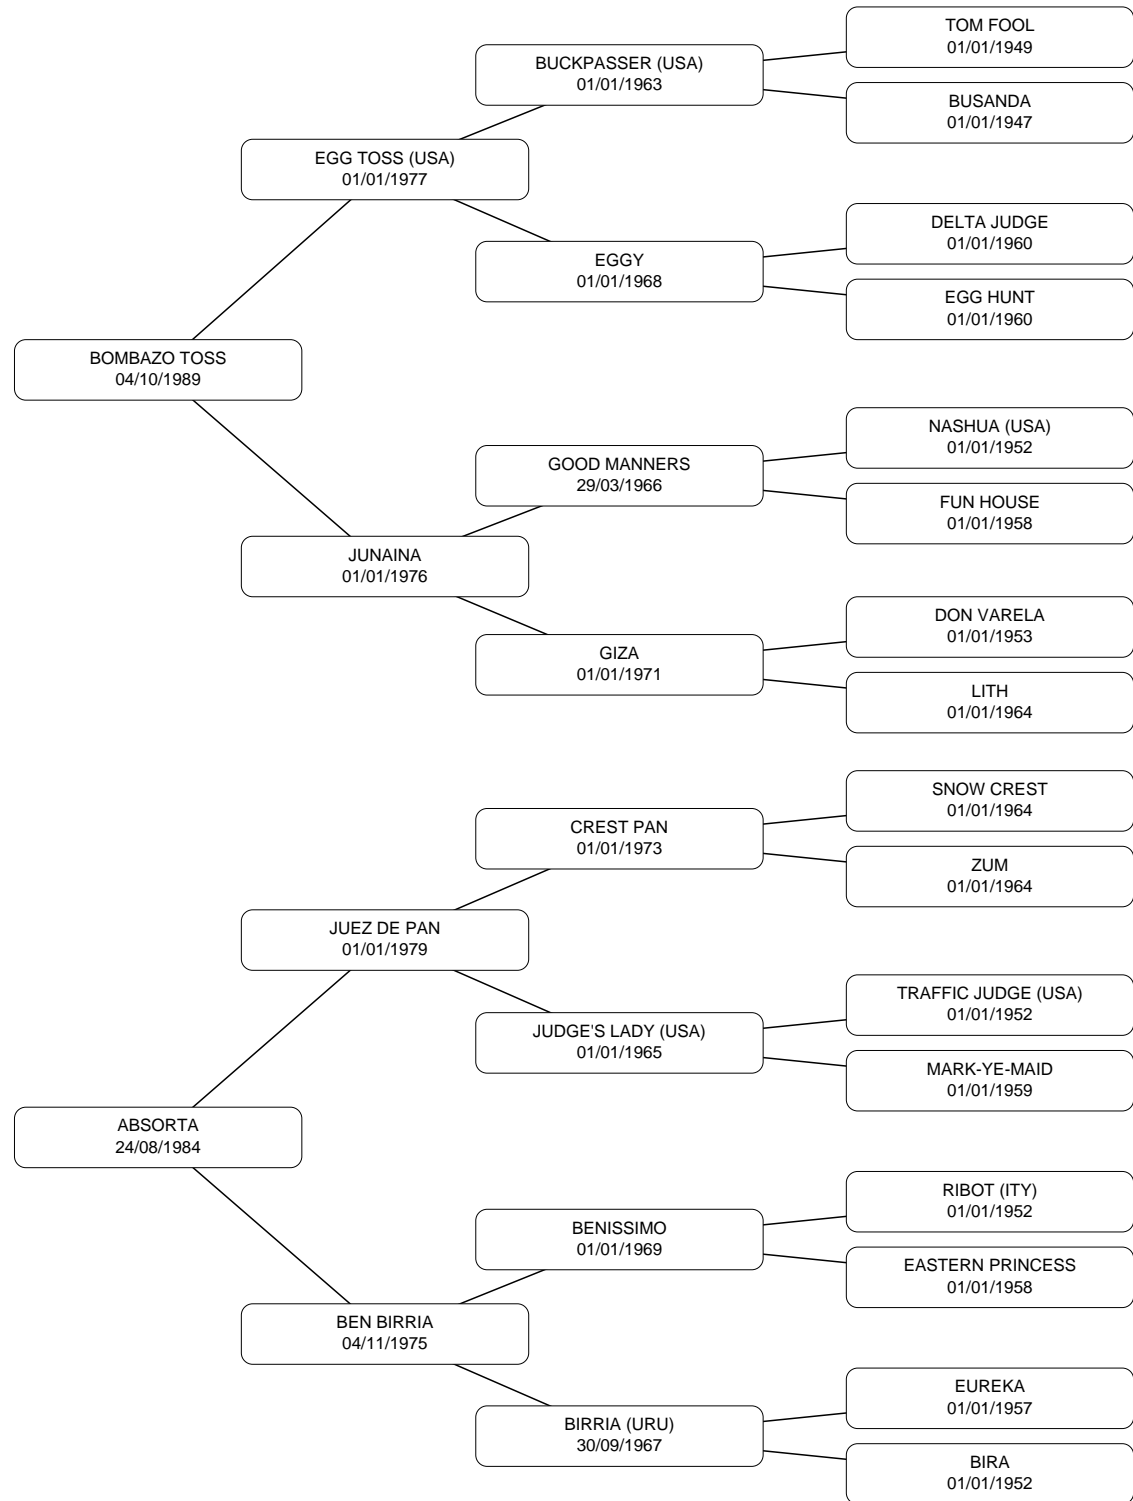 TOM FOOL
01/01/1949
BUCKPASSER (USA)
01/01/1963
BUSANDA
01/01/1947
EGG TOSS (USA)
01/01/1977
DELTA JUDGE
01/01/1960
EGGY
01/01/1968
EGG HUNT
01/01/1960
BOMBAZO TOSS
04/10/1989
NASHUA (USA)
01/01/1952
GOOD MANNERS
29/03/1966
FUN HOUSE
01/01/1958
JUNAINA
01/01/1976
DON VARELA
01/01/1953
GIZA
01/01/1971
LITH
01/01/1964
SNOW CREST
01/01/1964
CREST PAN
01/01/1973
ZUM
01/01/1964
JUEZ DE PAN
01/01/1979
TRAFFIC JUDGE (USA)
01/01/1952
JUDGE'S LADY (USA)
01/01/1965
MARK-YE-MAID
01/01/1959
ABSORTA
24/08/1984
RIBOT (ITY)
01/01/1952
BENISSIMO
01/01/1969
EASTERN PRINCESS
01/01/1958
BEN BIRRIA
04/11/1975
EUREKA
01/01/1957
BIRRIA (URU)
30/09/1967
BIRA
01/01/1952